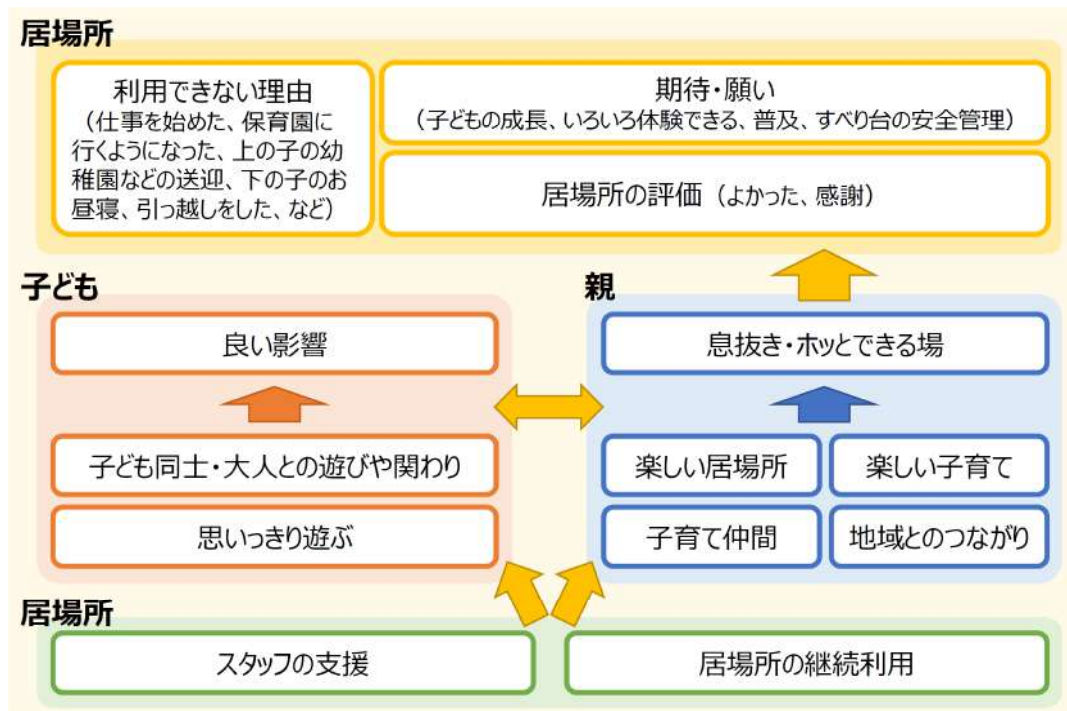 居場所
利用できない理由
（仕事を始めた、保育園に
行くようになった、上の子の幼
稚園などの送迎、下の子のお
昼寝、引っ越しをした、など）
期待・願い
（子どもの成長、いろいろ体験できる、普及、すべり台の安全管理）
居場所の評価（よかった、感謝）
子ども
良い影響
子ども同士・大人との遊びや関わり
思いっきり遊ぶ
親
息抜き・ホッとできる場
楽しい居場所
楽しい子育て
子育て仲間
地域とのつながり
居場所
スタッフの支援
居場所の継続利用